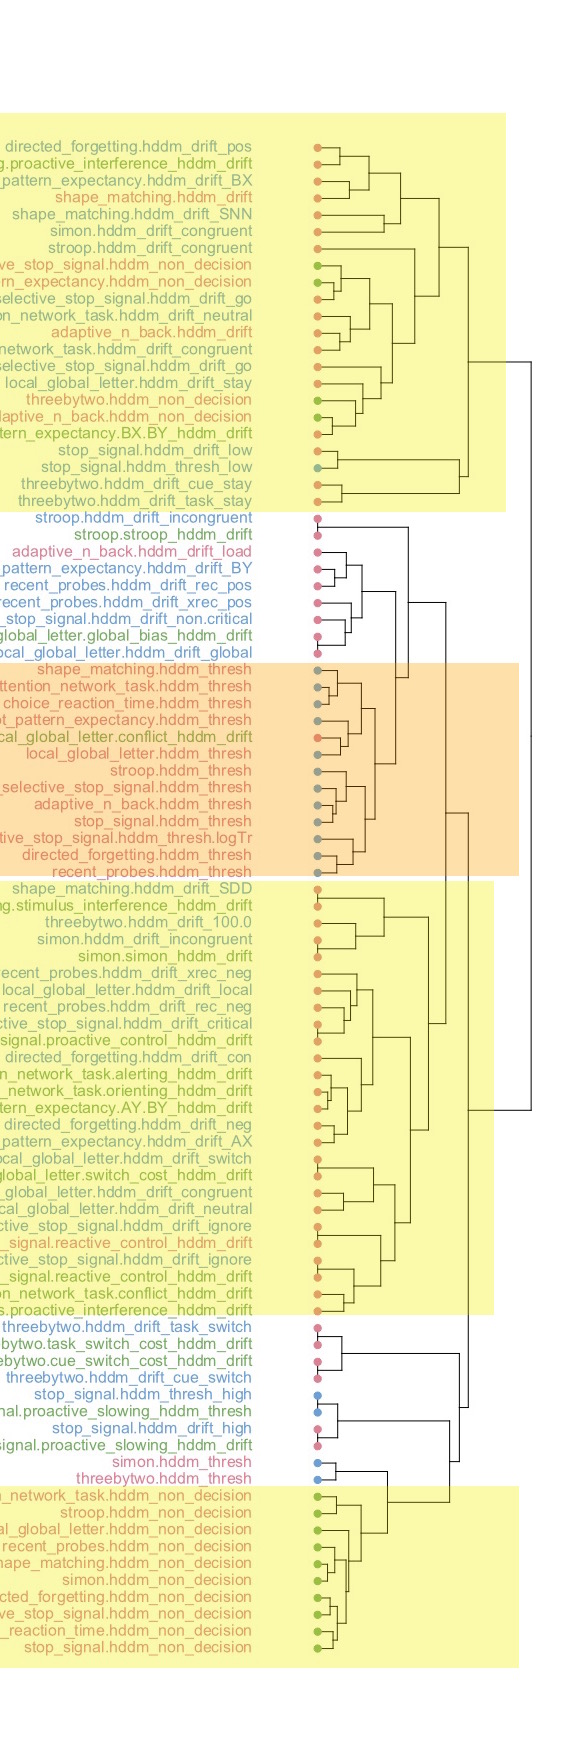 directed_forgetting.hddm_drift_pos
g.proactive_interference_hddm_drift
pattern_expectancy.hddm_drift_BX
shape_matching.hddm_drift
shape_matching.hddm_drift_SNN
simon.hddm_drift_congruent
stroop.hddm_drift_congruent
ve_stop_signal.hddm_non_decision
rn_expectancy.hddm_non_decision
selective_stop_signal.hddm_drift_go
on_network_task.hddm_drift_neutral
adaptive_n_back.hddm_drift
network_task.hddm_drift_congruent
selective_stop_signal.hddm_drift_go
local_global_letter.hddm_drift_stay
threebytwo.hddm_non_decision
daptive_n_back.hddm_non_decision
tern_expectancy.BX.BY_hddm_drift
stop_signal.hddm_drift_low
stop_signal.hddm_thresh_low
threebytwo.hddm_drift_cue_stay
threebytwo.hddm_drift_task_stay
stroop.hddm_drift_incongruent
stroop.stroop_hddm_drift
adaptive_n_back.hddm_drift_load
pattern_expectancy.hddm_drift_BY
recent_probes.hddm_drift_rec_pos
recent_probes.hddm_drift_xrec_pos
stop_signal.hddm_drift_non.critical
global_letter.global_bias_hddm_drift
ocal_global_letter.hddm_drift_global
shape_matching.hddm_thresh
ttention_network_task.hddm_thresh
choice_reaction_time.hddm_thresh
ot_pattern_expectancy.hddm_thresh
cal_global_letter.conflict_hddm_drift
local_global_letter.hddm_thresh
stroop.hddm_thresh
_selective_stop_signal.hddm_thresh
adaptive_n_back.hddm_thresh
stop_signal.hddm_thresh
tive_stop_signal.hddm_thresh.logTr
directed_forgetting.hddm_thresh
recent_probes.hddm_thresh
shape_matching.hddm_drift_SDD
ng.stimulus_interference_hddm_drift
threebytwo.hddm_drift_100.0
simon.hddm_drift_incongruent
simon.simon_hddm_drift
recent_probes.hddm_drift_xrec_neg
local_global_letter.hddm_drift_local
recent_probes.hddm_drift_rec_neg
ctive_stop_signal.hddm_drift_critical
signal.proactive_control_hddm_drift
directed_forgetting.hddm_drift_con
n_network_task.alerting_hddm_drift
_network_task.orienting_hddm_drift
tern_expectancy.AY.BY_hddm_drift
directed_forgetting.hddm_drift_neg
pattern_expectancy.hddm_drift_AX
ocal_global_letter.hddm_drift_switch
global_letter.switch_cost_hddm_drift
_global_letter.hddm_drift_congruent
cal_global_letter.hddm_drift_neutral
ctive_stop_signal.hddm_drift_ignore
_signal.reactive_control_hddm_drift
ctive_stop_signal.hddm_drift_ignore
_signal.reactive_control_hddm_drift
on_network_task.conflict_hddm_drift
s.proactive_interference_hddm_drift
threebytwo.hddm_drift_task_switch
bytwo.task_switch_cost_hddm_drift
ebytwo.cue_switch_cost_hddm_drift
threebytwo.hddm_drift_cue_switch
stop_signal.hddm_thresh_high
nal.proactive_slowing_hddm_thresh
stop_signal.hddm_drift_high
signal.proactive_slowing_hddm_drift
simon.hddm_thresh
threebytwo.hddm_thresh
n_network_task.hddm_non_decision
stroop.hddm_non_decision
al_global_letter.hddm_non_decision
recent_probes.hddm_non_decision
hape_matching.hddm_non_decision
simon.hddm_non_decision
cted_forgetting.hddm_non_decision
ve_stop_signal.hddm_non_decision
_reaction_time.hddm_non_decision
stop_signal.hddm_non_decision